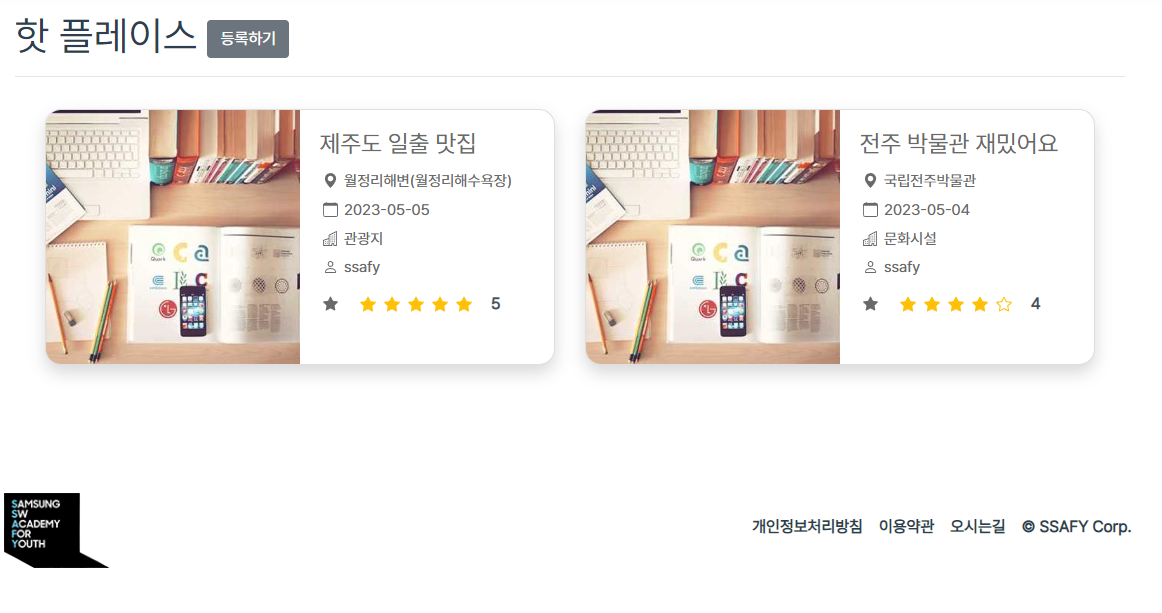 핫 플레이스 등록하기
제주도 일출 맛집
월정리해변(월정리해수욕장)
2023-05-05
관광지
ssafy
5
전주 박물관 재밌어요
국립전주박물관
2023-05-04
문화시설
ssafy
4
Quark
C a
C
LG
Quark
C a
C
LG
SAMSUNG
SW
ACADEMY
FOR
YOUTH
개인정보처리방침 이용약관 오시는길 © SSAFY Corp.